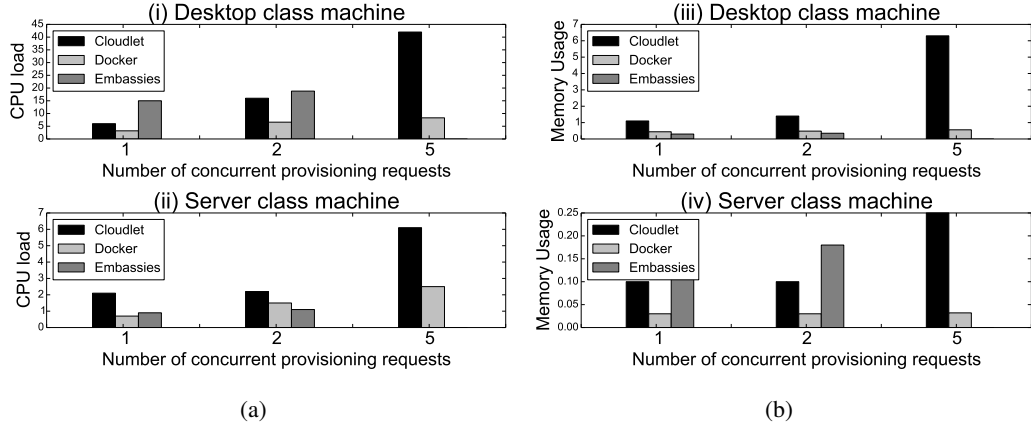 (i) Desktop class machine
CPU load
45
40
35
30
25
20
15
10
5
0
Cloudlet
Docker
Embassies
1 2 5
Number of concurrent provisioning requests
(ii) Server class machine
CPU load
7
6
5
4
3
2
1
0
Cloudlet
Docker
Embassies
1 2 5
Number of concurrent provisioning requests
(a)
(iii) Desktop class machine
Memory Usage
7
6
5
4
3
2
1
0
Cloudlet
Docker
Embassies
1 2 5
Number of concurrent provisioning requests
(iv) Server class machine
Memory Usage
0.25
0.20
0.15
0.10
0.05
0.00
Cloudlet
Docker
Embassies
1 2 5
Number of concurrent provisioning requests
(b)